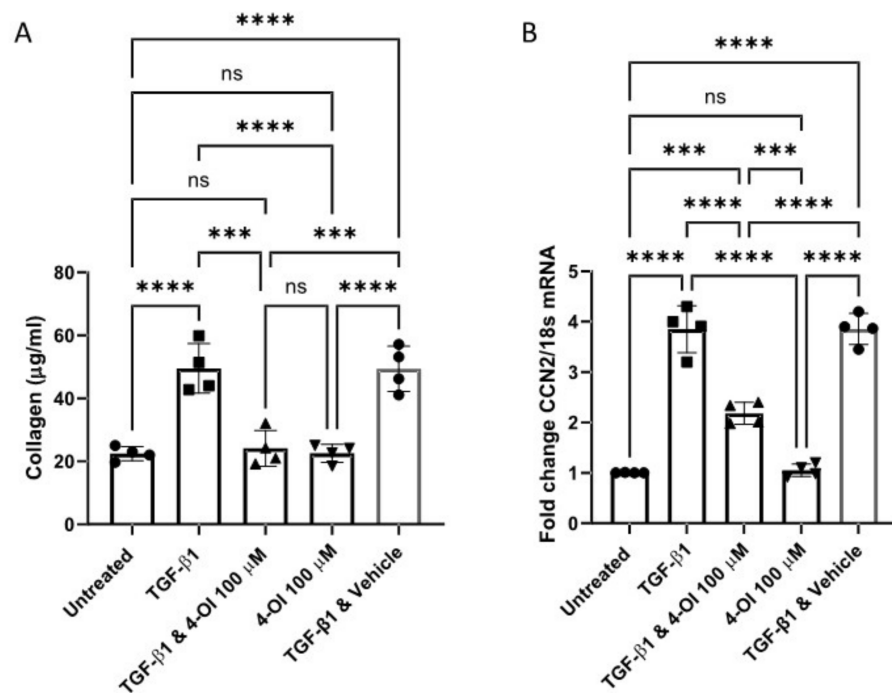 A
****
ns
****
ns
*** ***
**** ns ****
80
60
40
20
0
Collagen (μg/ml)
Untreated
TGF-β1
TGF-β1 & 4-OI 100 μM
4-OI 100 μM
TGF-β1 & Vehicle
B
****
ns
*** ***
**** ****
**** **** ****
5
4
3
2
1
0
Fold change CCN2/18s mRNA
Untreated
TGF-β1
TGF-β1 & 4-OI 100 μM
4-OI 100 μM
TGF-β1 & Vehicle